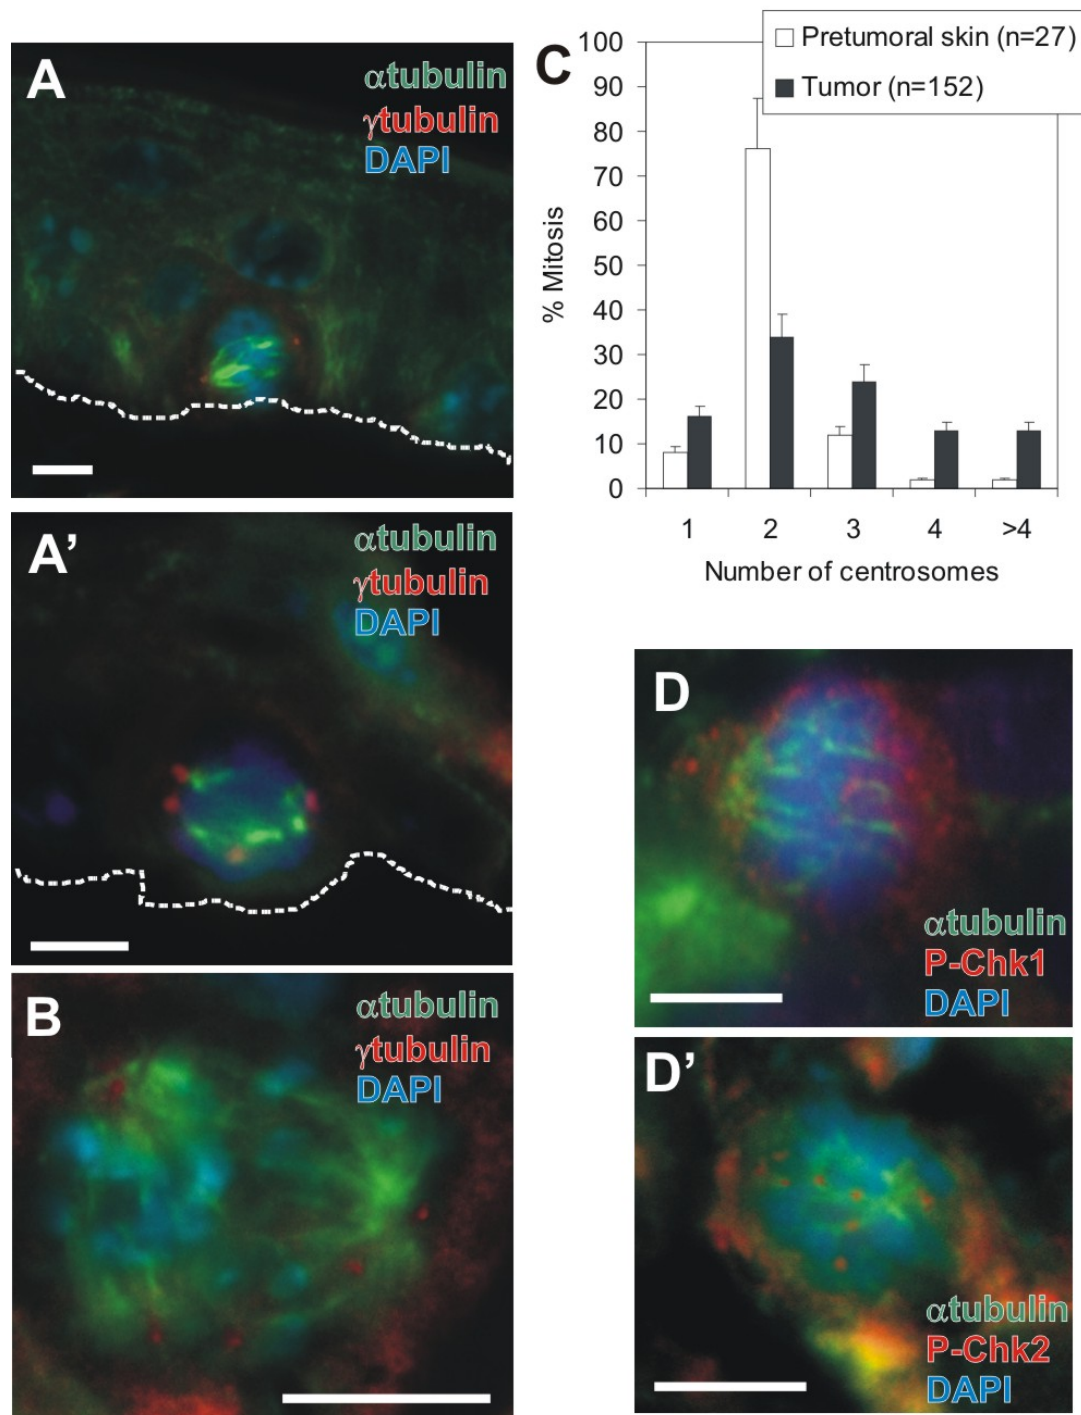 A
αtubulin
γtubulin
DAPI
A’
αtubulin
γtubulin
DAPI
B
αtubulin
γtubulin
DAPI
C
Pretumoral skin (n=27)
Tumor (n=152)
100
90
80
70
60
50
40
30
20
10
0
% Mitosis
1 2 3 4 >4
Number of centrosomes
D
αtubulin
P-Chk1
DAPI
D’
αtubulin
P-Chk2
DAPI